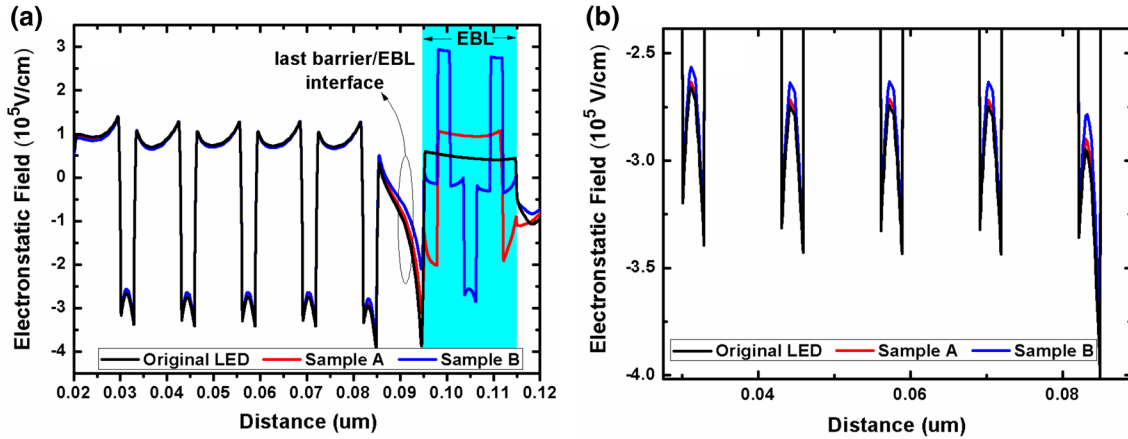 (a)
Electronstatic Field (10⁵V/cm)
3
2
1
0
-1
-2
-3
-4
EBL
last barrier/EBL
interface
Original LED Sample A Sample B
0.02 0.03 0.04 0.05 0.06 0.07 0.08 0.09 0.10 0.11 0.12
Distance (um)
(b)
Electronstatic Field (10⁵ V/cm)
-2.5
-3.0
-3.5
-4.0
Original LED Sample A Sample B
0.04 0.06 0.08
Distance (um)